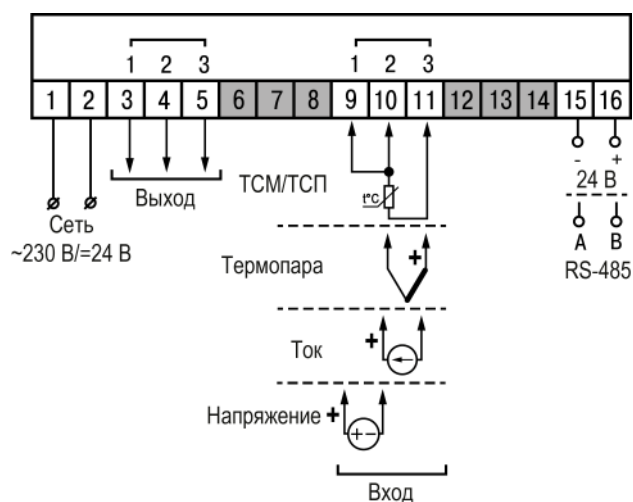 1 2 3 1 2 3
1 2 3 4 5 6 7 8 9 10 11 12 13 14 15 16
Выход
Сеть
~230 В/=24 В
ТСМ/ТСП
t°C
- +
24 В
A B
RS-485
Термопара
+
Ток
+
Напряжение +
+ -
Вход